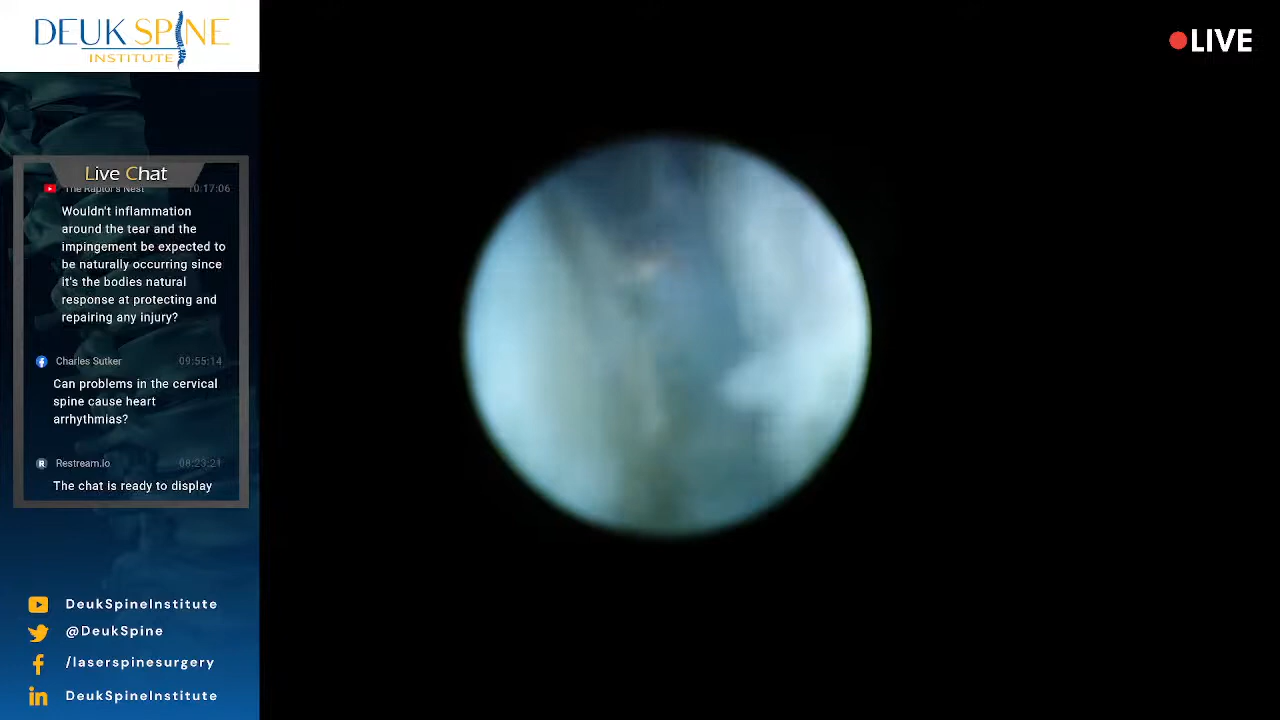 DEUK SPINE
INSTITUTE
LIVE
Live Chat
The Raptor's Nest 10:17:06
Wouldn't inflammation
around the tear and the
impingement be expected to
be naturally occurring since
it's the bodies natural
response at protecting and
repairing any injury?
Charles Sutker 09:55:14
Can problems in the cervical
spine cause heart
arrhythmias?
R Restream.io 08:23:21
The chat is ready to display
DeukSpineInstitute
@DeukSpine
/laserspinesurgery
DeukSpineInstitute